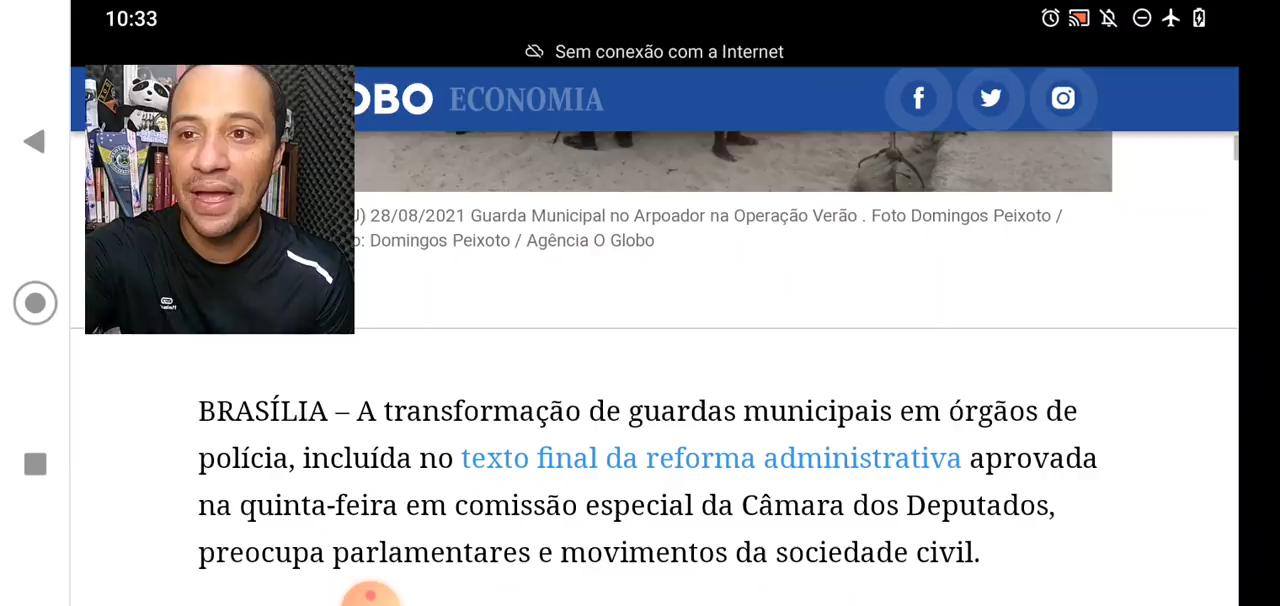 10:33
Sem conexão com a Internet
OBO ECONOMIA
28/08/2021 Guarda Municipal no Arpoador na Operação Verão . Foto Domingos Peixoto /
Domingos Peixoto / Agência O Globo
BRASÍLIA – A transformação de guardas municipais em órgãos de
polícia, incluída no texto final da reforma administrativa aprovada
na quinta-feira em comissão especial da Câmara dos Deputados,
preocupa parlamentares e movimentos da sociedade civil.